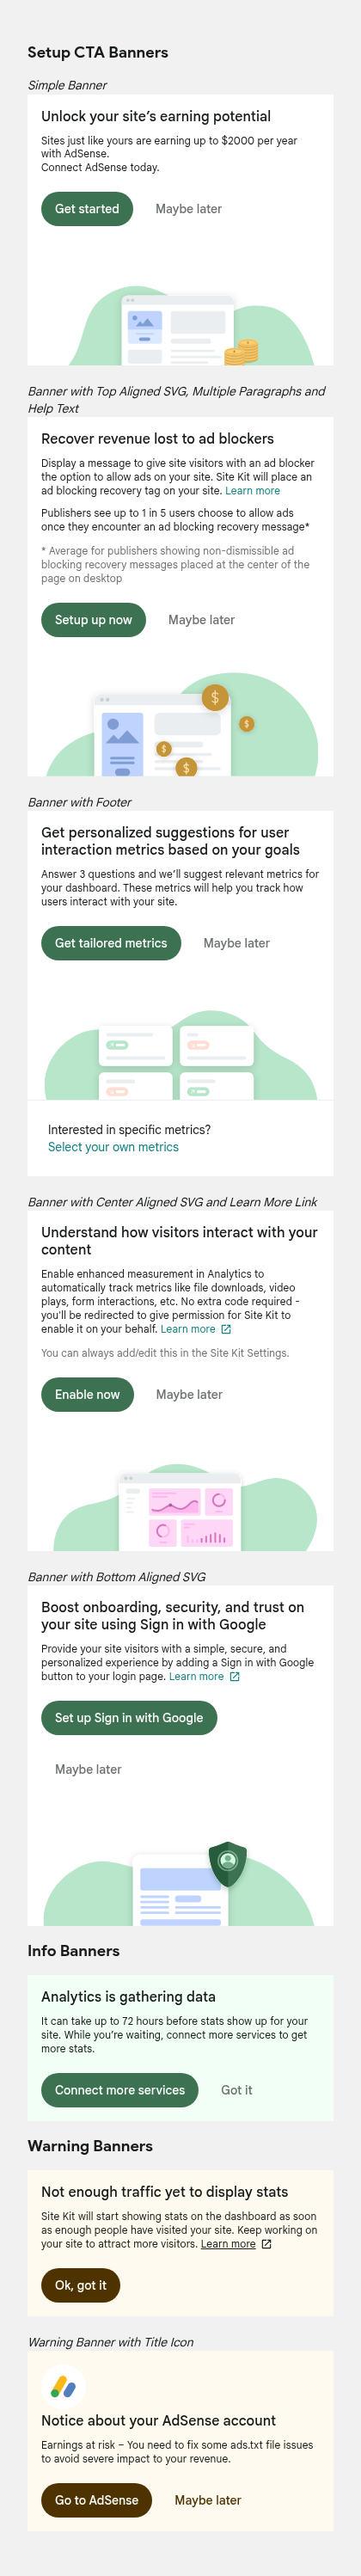 Setup CTA Banners
Simple Banner
Unlock your site's earning potential
Sites just like yours are earning up to $2000 per year
with AdSense.
Connect AdSense today.
Get started Maybe later
Banner with Top Aligned SVG, Multiple Paragraphs and
Help Text
Recover revenue lost to ad blockers
Display a message to give site visitors with an ad blocker
the option to allow ads on your site. Site Kit will place an
ad blocking recovery tag on your site. Learn more
Publishers see up to 1 in 5 users choose to allow ads
once they encounter an ad blocking recovery message*
* Average for publishers showing non-dismissible ad
blocking recovery messages placed at the center of the
page on desktop
Setup up now Maybe later
$
$
$
$
Banner with Footer
Get personalized suggestions for user
interaction metrics based on your goals
Answer 3 questions and we'll suggest relevant metrics for
your dashboard. These metrics will help you track how
users interact with your site.
Get tailored metrics Maybe later
Interested in specific metrics?
Select your own metrics
Banner with Center Aligned SVG and Learn More Link
Understand how visitors interact with your
content
Enable enhanced measurement in Analytics to
automatically track metrics like file downloads, video
plays, form interactions, etc. No extra code required -
you'll be redirected to give permission for Site Kit to
enable it on your behalf. Learn more
You can always add/edit this in the Site Kit Settings.
Enable now Maybe later
Banner with Bottom Aligned SVG
Boost onboarding, security, and trust on
your site using Sign in with Google
Provide your site visitors with a simple, secure, and
personalized experience by adding a Sign in with Google
button to your login page. Learn more
Set up Sign in with Google
Maybe later
Info Banners
Analytics is gathering data
It can take up to 72 hours before stats show up for your
site. While you're waiting, connect more services to get
more stats.
Connect more services Got it
Warning Banners
Not enough traffic yet to display stats
Site Kit will start showing stats on the dashboard as soon
as enough people have visited your site. Keep working on
your site to attract more visitors. Learn more
Ok, got it
Warning Banner with Title Icon
Notice about your AdSense account
Earnings at risk – You need to fix some ads.txt file issues
to avoid severe impact to your revenue.
Go to AdSense Maybe later